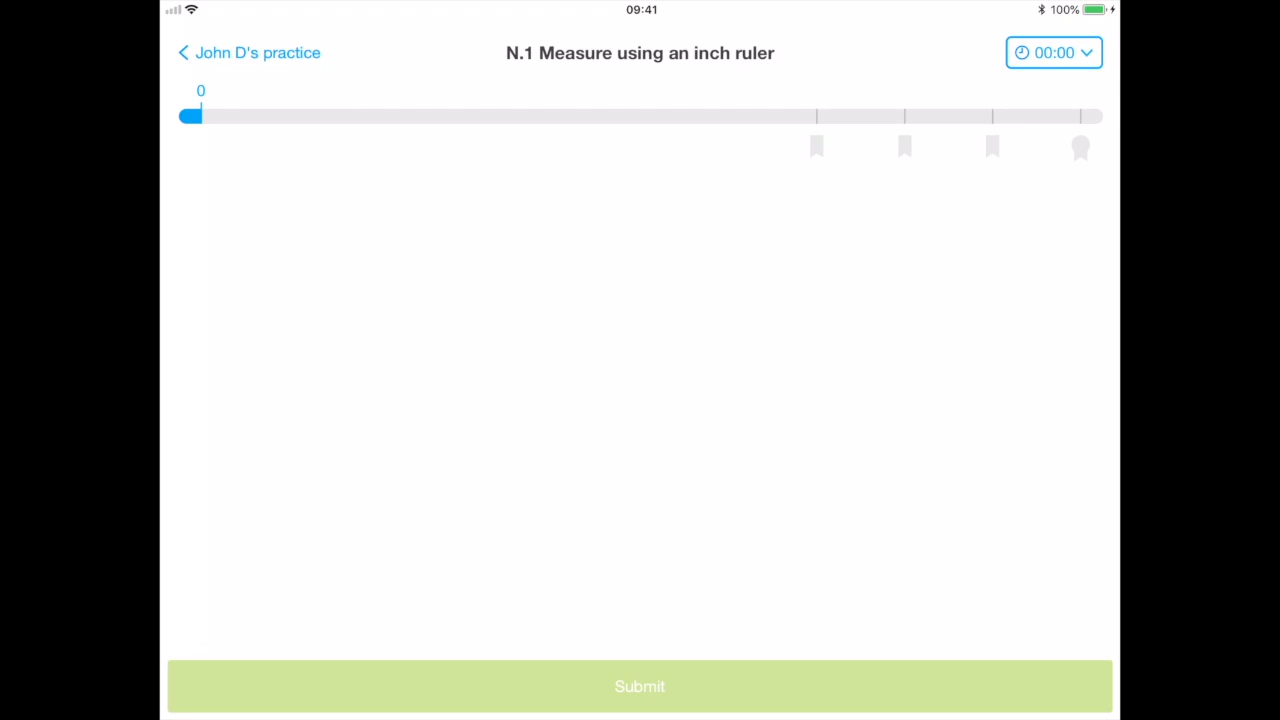 09:41
100%
John D's practice
N.1 Measure using an inch ruler
00:00
0
Submit